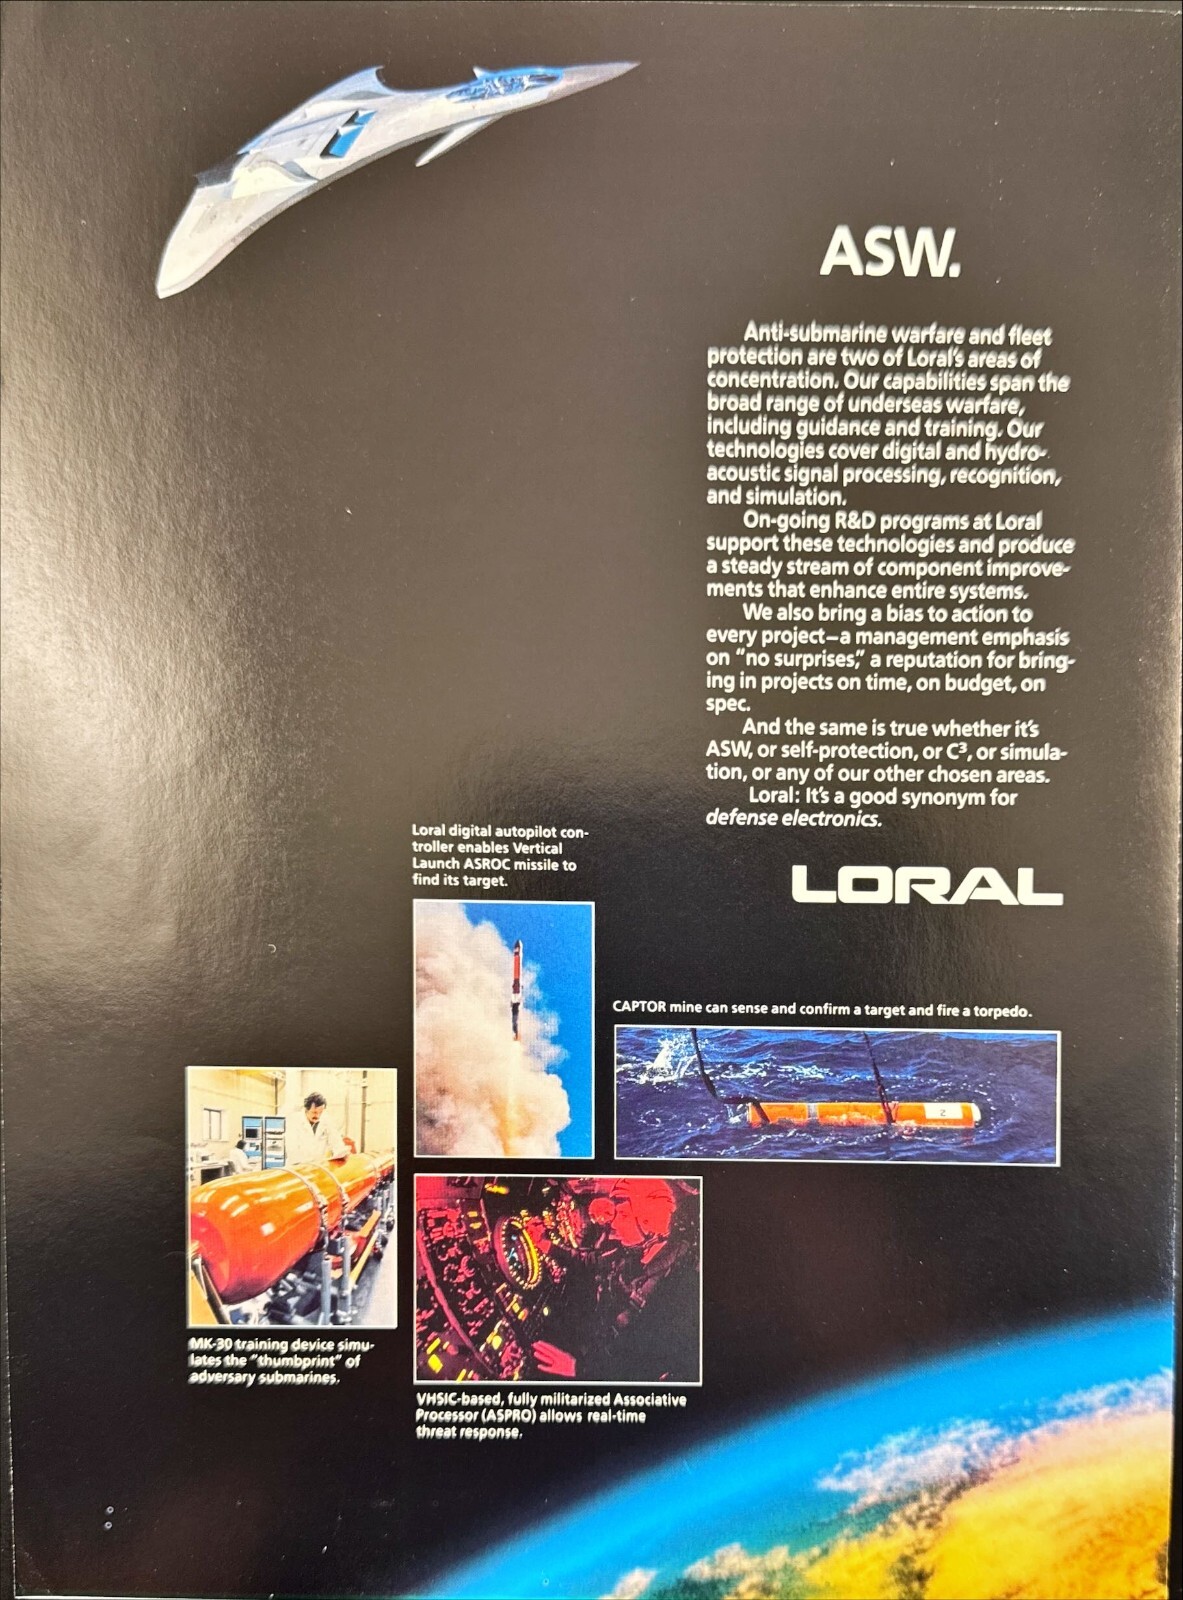 ASW.
Anti-submarine warfare and fleet
protection are two of Loral's areas of
concentration. Our capabilities span the
broad range of underseas warfare,
including guidance and training. Our
technologies cover digital and hydro-
acoustic signal processing, recognition,
and simulation.
On-going R&D programs at Loral
support these technologies and produce
a steady stream of component improve-
ments that enhance entire systems.
We also bring a bias to action to
every project—a management emphasis
on "no surprises," a reputation for bring-
ing in projects on time, on budget, on
spec.
And the same is true whether it's
ASW, or self-protection, or C³, or simula-
tion, or any of our other chosen areas.
Loral: It's a good synonym for
defense electronics.
LORAL
Loral digital autopilot con-
troller enables Vertical
Launch ASROC missile to
find its target.
CAPTOR mine can sense and confirm a target and fire a torpedo.
2
MK-30 training device simu-
lates the "thumbprint" of
adversary submarines.
VHSIC-based, fully militarized Associative
Processor (ASPRO) allows real-time
threat response.